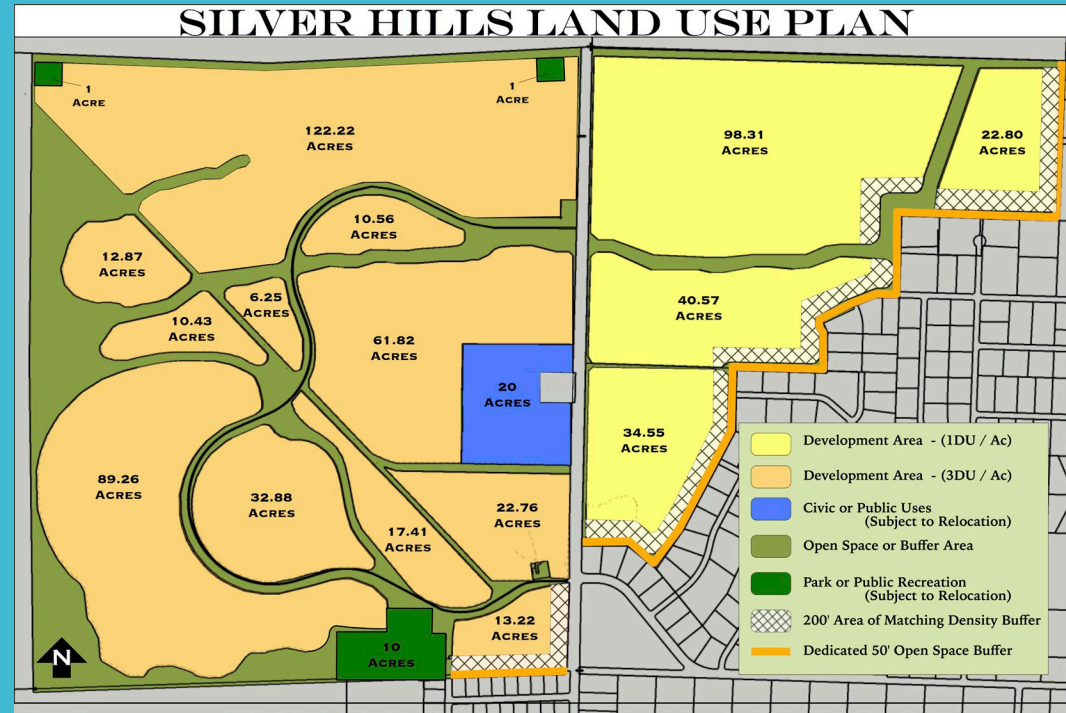 SILVER HILLS LAND USE PLAN
1
ACRE
1
ACRE
122.22
ACRES
98.31
ACRES
22.80
ACRES
10.56
ACRES
12.87
ACRES
6.25
ACRES
40.57
ACRES
10.43
ACRES
61.82
ACRES
20
ACRES
34.55
ACRES
89.26
ACRES
32.88
ACRES
22.76
ACRES
17.41
ACRES
13.22
ACRES
10
ACRES
N
Development Area - (1DU / Ac)
Development Area - (3DU / Ac)
Civic or Public Uses
(Subject to Relocation)
Open Space or Buffer Area
Park or Public Recreation
(Subject to Relocation)
200' Area of Matching Density Buffer
Dedicated 50' Open Space Buffer